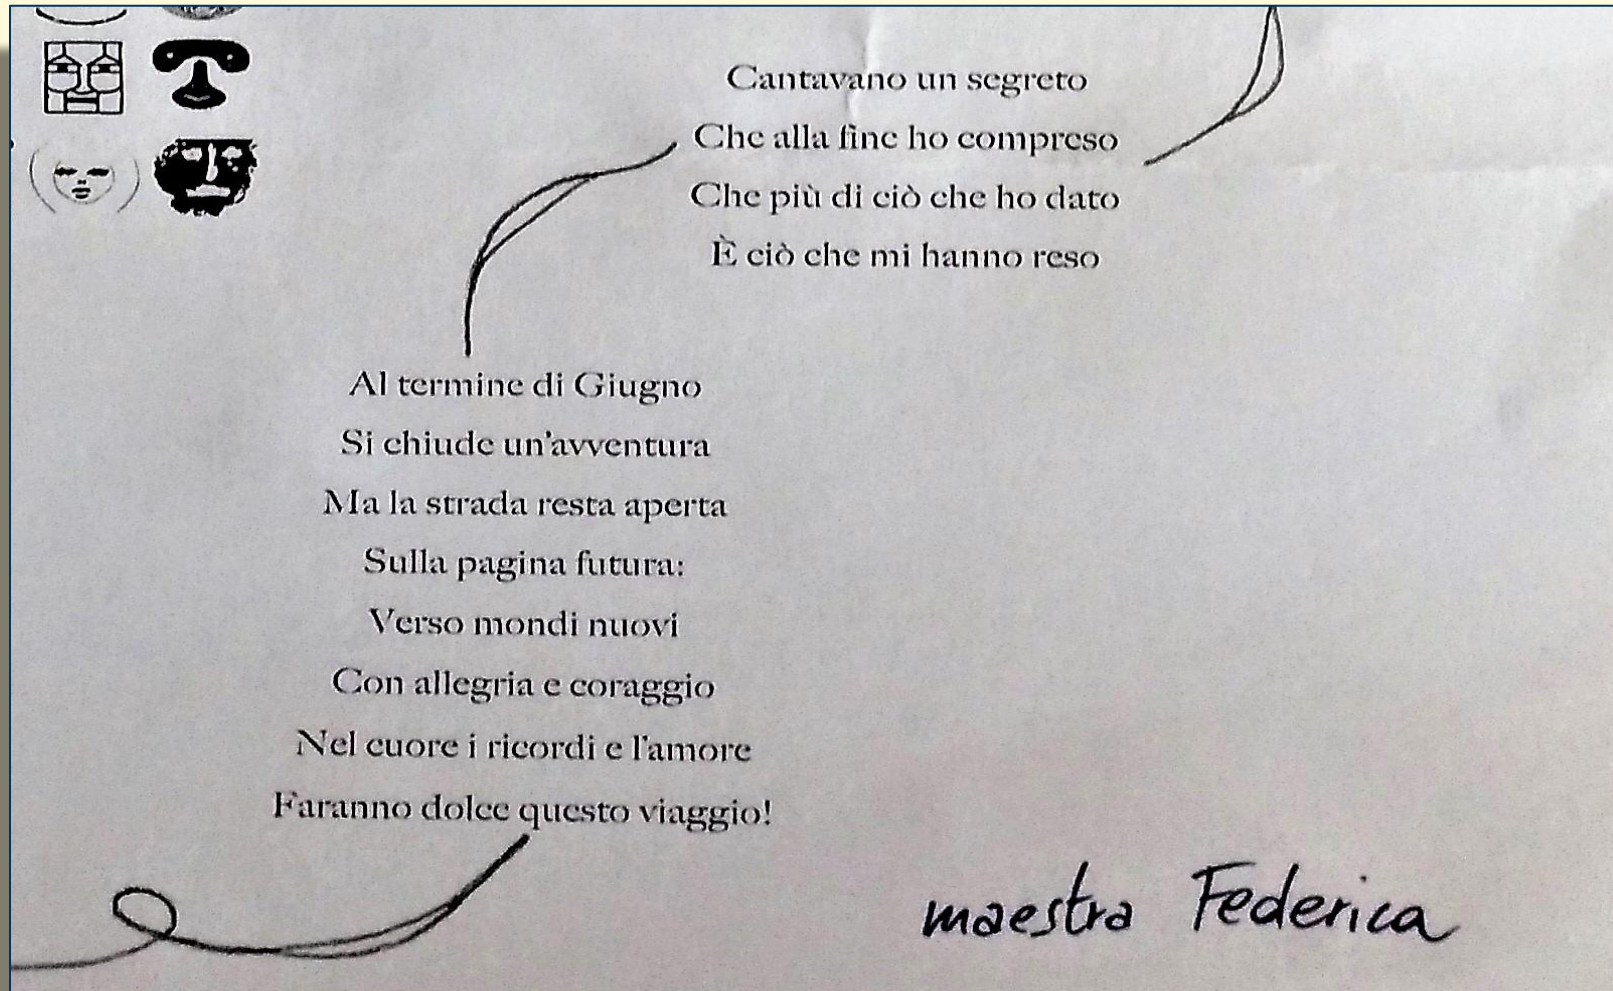 Cantavano un segreto
Che alla fine ho compreso
Che più di ciò che ho dato
È ciò che mi hanno reso
Al termine di Giugno
Si chiude un'avventura
Ma la strada resta aperta
Sulla pagina futura:
Verso mondi nuovi
Con allegria e coraggio
Nel cuore i ricordi e l'amore
Faranno dolce questo viaggio!
maestra Federica